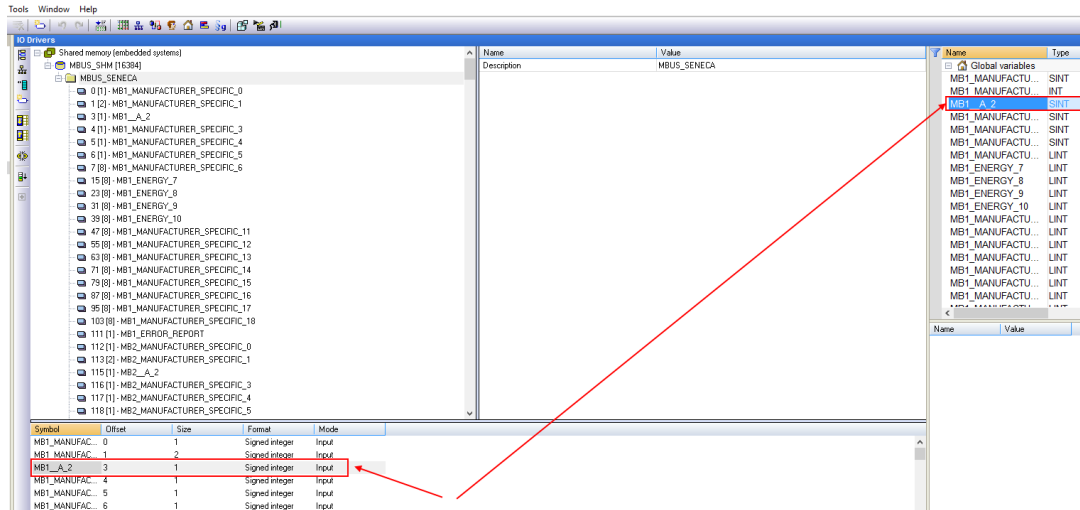 Tools Window Help
IO Drivers
Shared memory (embedded systems)
MBUS_SHM [16384]
MBUS_SENECA
0 [1] - MB1_MANUFACTURER_SPECIFIC_0
1 [2] - MB1_MANUFACTURER_SPECIFIC_1
3 [1] - MB1__A_2
4 [1] - MB1_MANUFACTURER_SPECIFIC_3
5 [1] - MB1_MANUFACTURER_SPECIFIC_4
6 [1] - MB1_MANUFACTURER_SPECIFIC_5
7 [8] - MB1_MANUFACTURER_SPECIFIC_6
15 [8] - MB1_ENERGY_7
23 [8] - MB1_ENERGY_8
31 [8] - MB1_ENERGY_9
39 [8] - MB1_ENERGY_10
47 [8] - MB1_MANUFACTURER_SPECIFIC_11
55 [8] - MB1_MANUFACTURER_SPECIFIC_12
63 [8] - MB1_MANUFACTURER_SPECIFIC_13
71 [8] - MB1_MANUFACTURER_SPECIFIC_14
79 [8] - MB1_MANUFACTURER_SPECIFIC_15
87 [8] - MB1_MANUFACTURER_SPECIFIC_16
95 [8] - MB1_MANUFACTURER_SPECIFIC_17
103 [8] - MB1_MANUFACTURER_SPECIFIC_18
111 [1] - MB1_ERROR_REPORT
112 [1] - MB2_MANUFACTURER_SPECIFIC_0
113 [2] - MB2_MANUFACTURER_SPECIFIC_1
115 [1] - MB2__A_2
116 [1] - MB2_MANUFACTURER_SPECIFIC_3
117 [1] - MB2_MANUFACTURER_SPECIFIC_4
118 [1] - MB2_MANUFACTURER_SPECIFIC_5
Name Value
Description MBUS_SENECA
Name Type
Global variables
MB1_MANUFACTU... SINT
MB1_MANUFACTU... INT
MB1__A_2 SINT
MB1_MANUFACTU... SINT
MB1_MANUFACTU... SINT
MB1_MANUFACTU... SINT
MB1_MANUFACTU... LINT
MB1_ENERGY_7 LINT
MB1_ENERGY_8 LINT
MB1_ENERGY_9 LINT
MB1_ENERGY_10 LINT
MB1_MANUFACTU... LINT
MB1_MANUFACTU... LINT
MB1_MANUFACTU... LINT
MB1_MANUFACTU... LINT
MB1_MANUFACTU... LINT
MB1_MANUFACTU... LINT
MB1_MANUFACTU... LINT
Name Value
Symbol Offset Size Format Mode
MB1_MANUFAC... 0 1 Signed integer Input
MB1_MANUFAC... 1 2 Signed integer Input
MB1__A_2 3 1 Signed integer Input
MB1_MANUFAC... 4 1 Signed integer Input
MB1_MANUFAC... 5 1 Signed integer Input
MB1_MANUFAC... 6 1 Signed integer Input